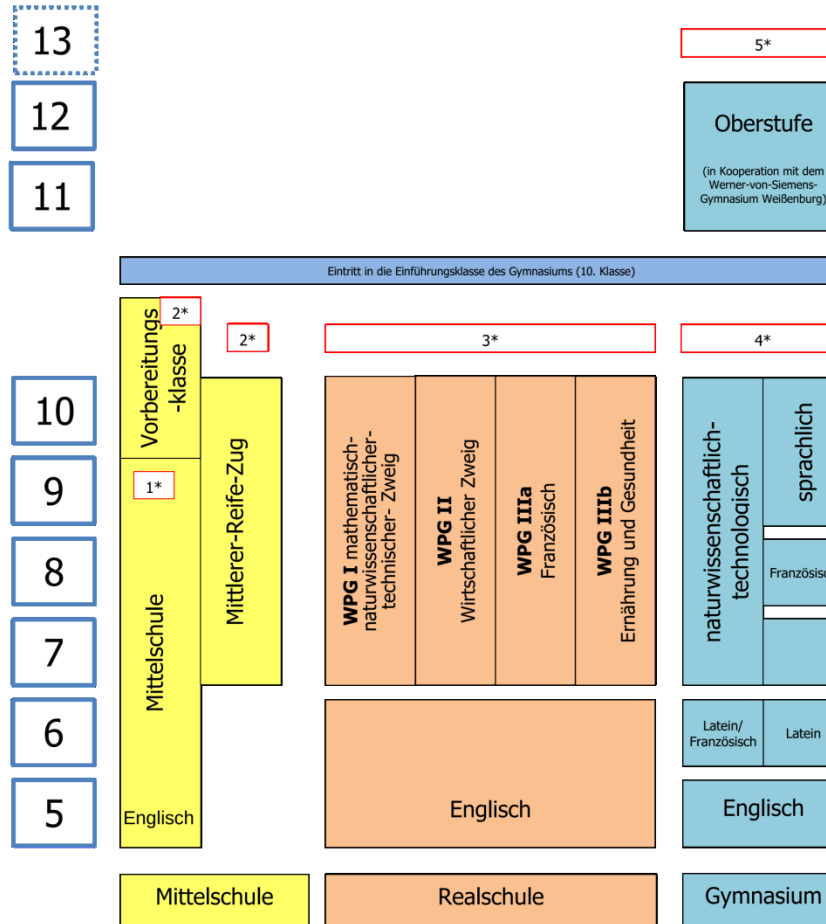 13
5*
12
Oberstufe
(in Kooperation mit dem
Werner-von-Siemens-
Gymnasium Weißenburg)
11
Eintritt in die Einführungsklasse des Gymnasiums (10. Klasse)
2*
2*
3*
4*
Vorbereitungs
-klasse
10
9
8
7
6
5
1*
Mittelschule
Englisch
Mittlerer-Reife-Zug
WPG I mathematisch-
naturwissenschaftlicher-
technischer- Zweig
WPG II
Wirtschaftlicher Zweig
WPG IIIa
Französisch
WPG IIIb
Ernährung und Gesundheit
Englisch
naturwissenschaftlich-
technologisch
sprachlich
Französisc
Latein/
Französisch
Latein
Englisch
Mittelschule
Realschule
Gymnasium